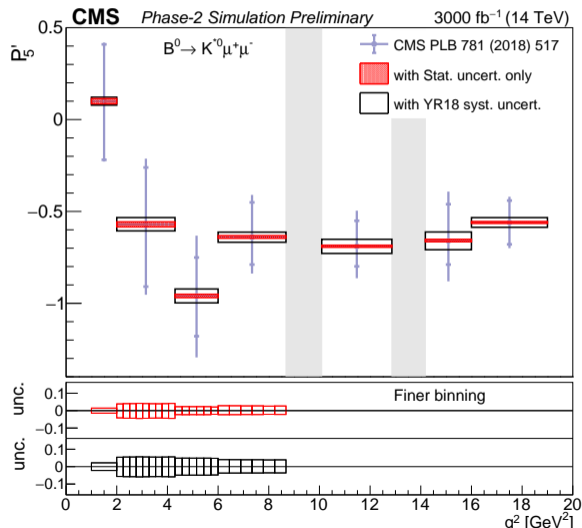 CMS Phase-2 Simulation Preliminary 3000 fb⁻¹ (14 TeV)
P₅′
B⁰→ K*⁰μ⁺μ⁻
CMS PLB 781 (2018) 517
with Stat. uncert. only
with YR18 syst. uncert.
0.5
0
−0.5
−1
unc.
0.1
0
−0.1
Finer binning
unc.
0.1
0
−0.1
0 2 4 6 8 10 12 14 16 18 20
q² [GeV²]